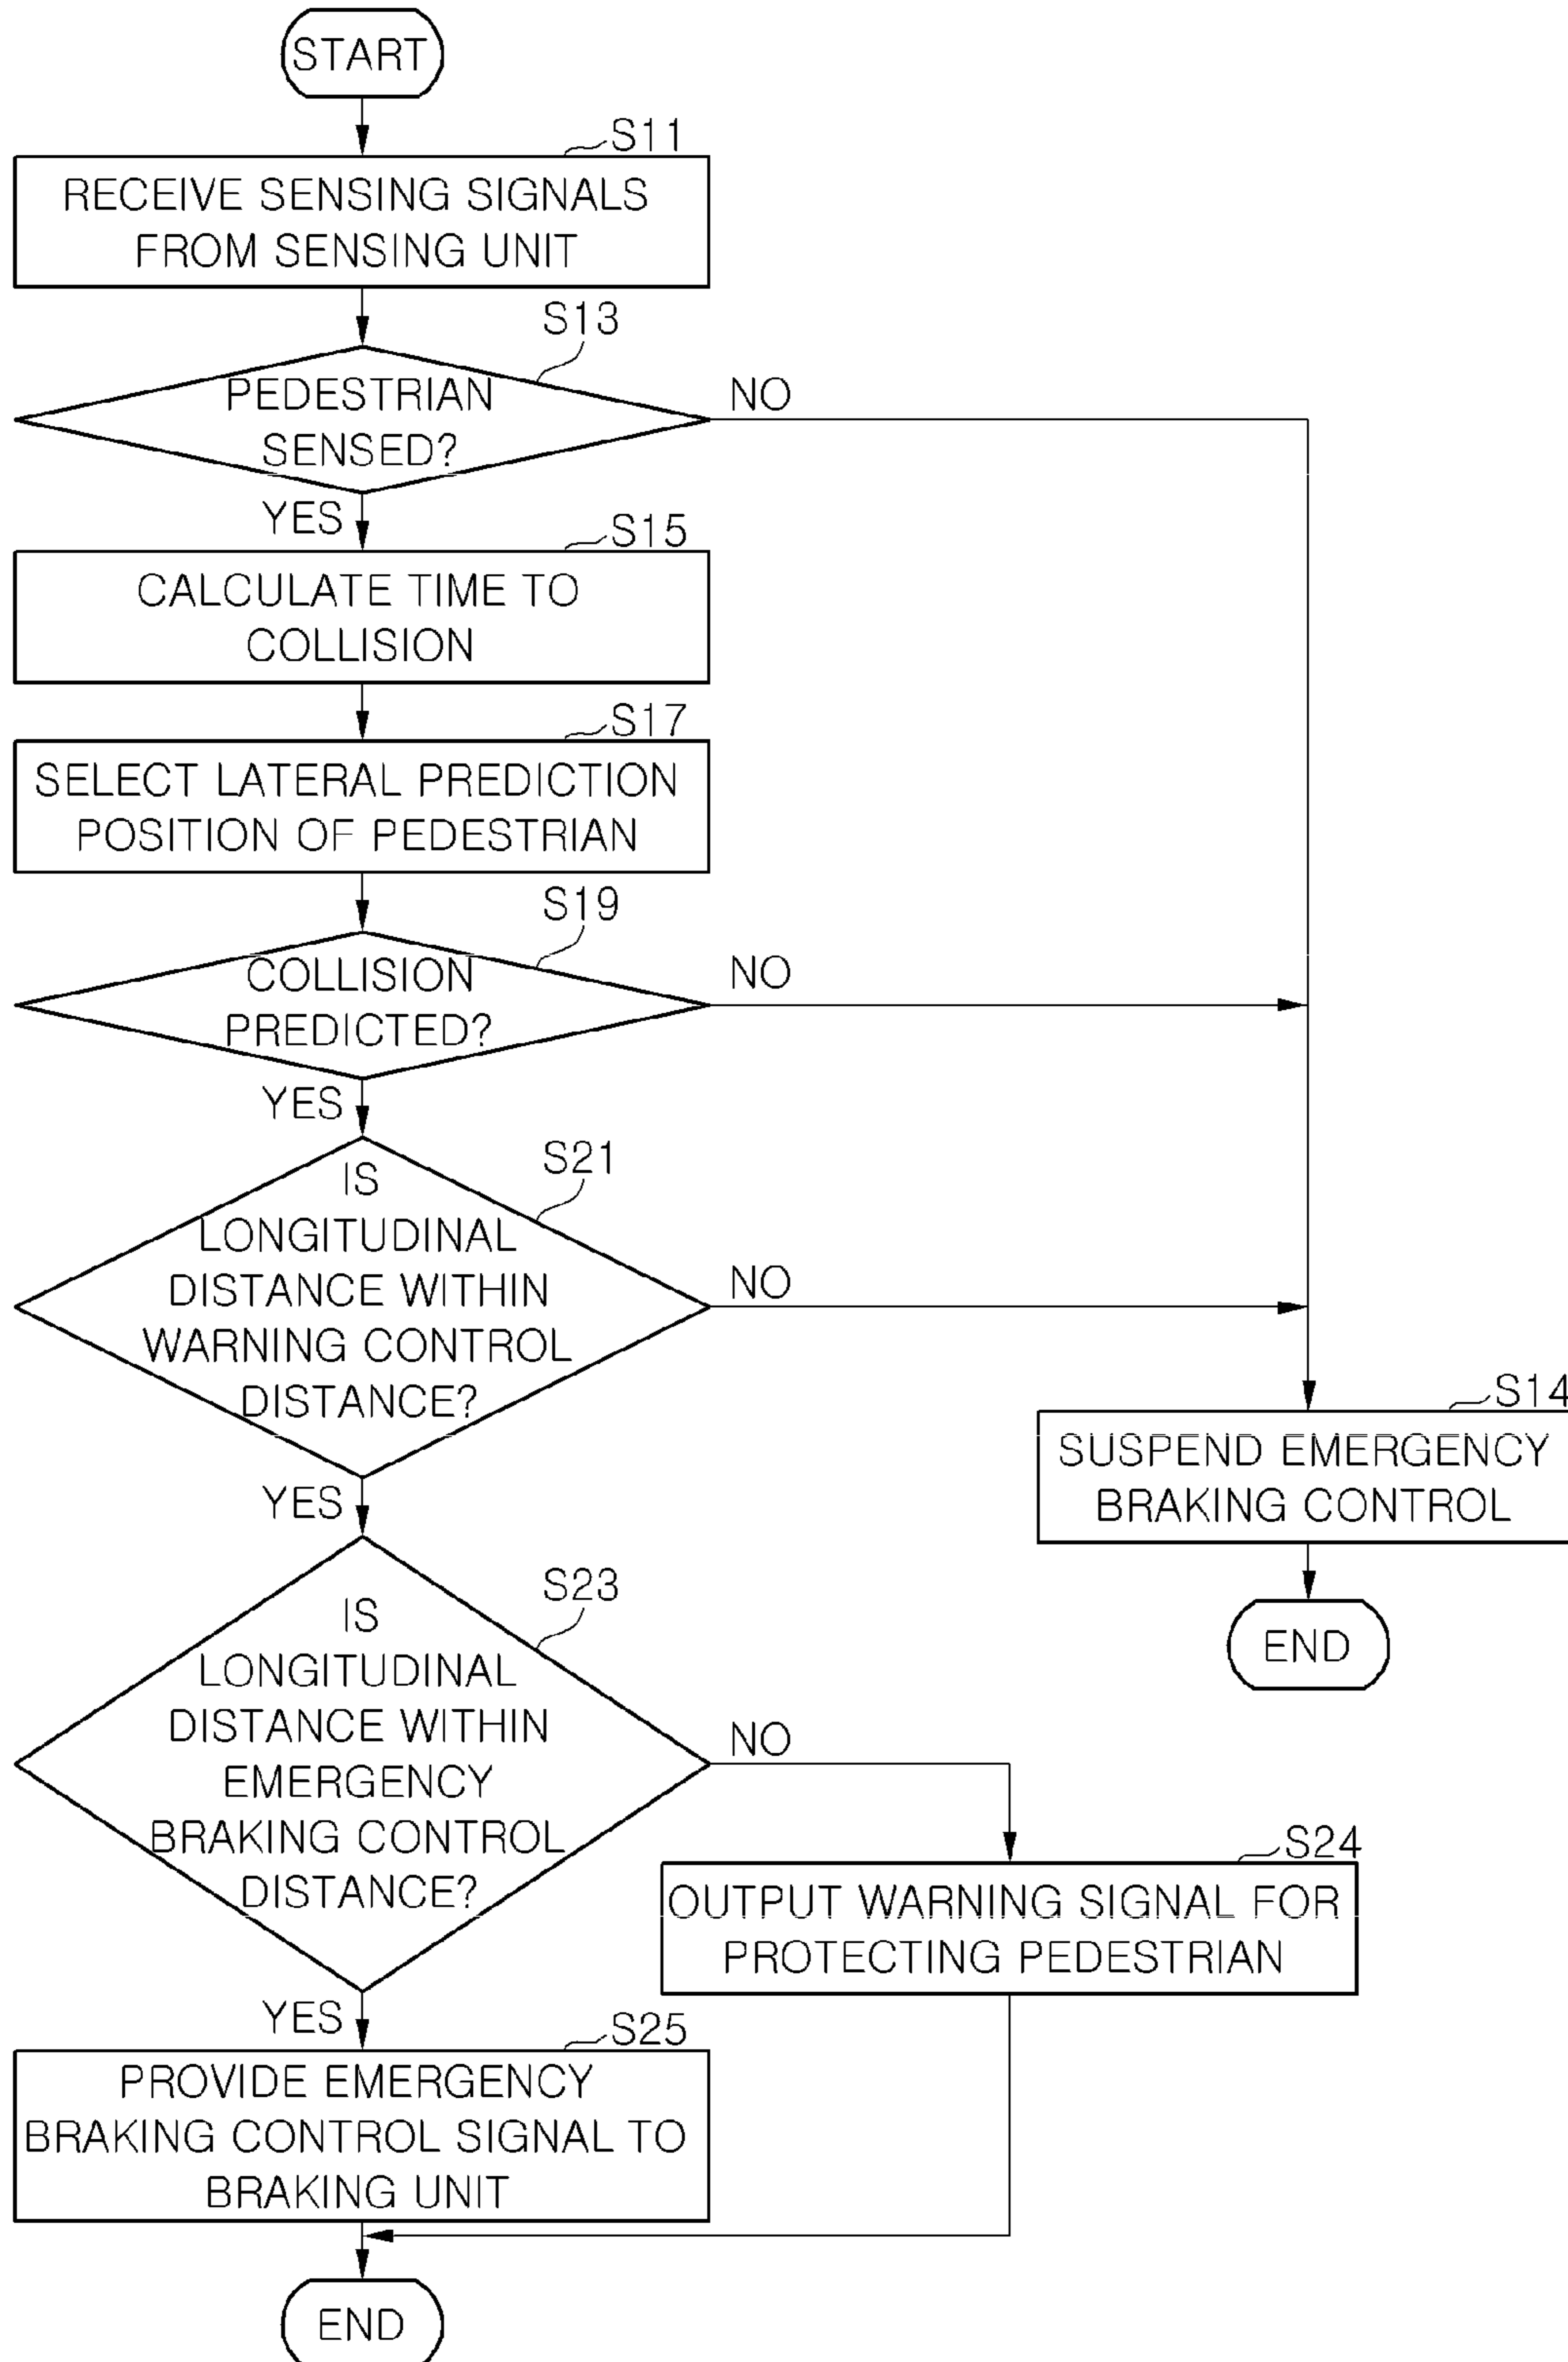 START
S11
RECEIVE SENSING SIGNALS
FROM SENSING UNIT
S13
PEDESTRIAN
SENSED?
NO
YES
S15
CALCULATE TIME TO
COLLISION
S17
SELECT LATERAL PREDICTION
POSITION OF PEDESTRIAN
S19
COLLISION
PREDICTED?
NO
YES
S21
IS
LONGITUDINAL
DISTANCE WITHIN
WARNING CONTROL
DISTANCE?
NO
YES
S14
SUSPEND EMERGENCY
BRAKING CONTROL
END
S23
IS
LONGITUDINAL
DISTANCE WITHIN
EMERGENCY
BRAKING CONTROL
DISTANCE?
NO
YES
S24
OUTPUT WARNING SIGNAL FOR
PROTECTING PEDESTRIAN
S25
PROVIDE EMERGENCY
BRAKING CONTROL SIGNAL TO
BRAKING UNIT
END